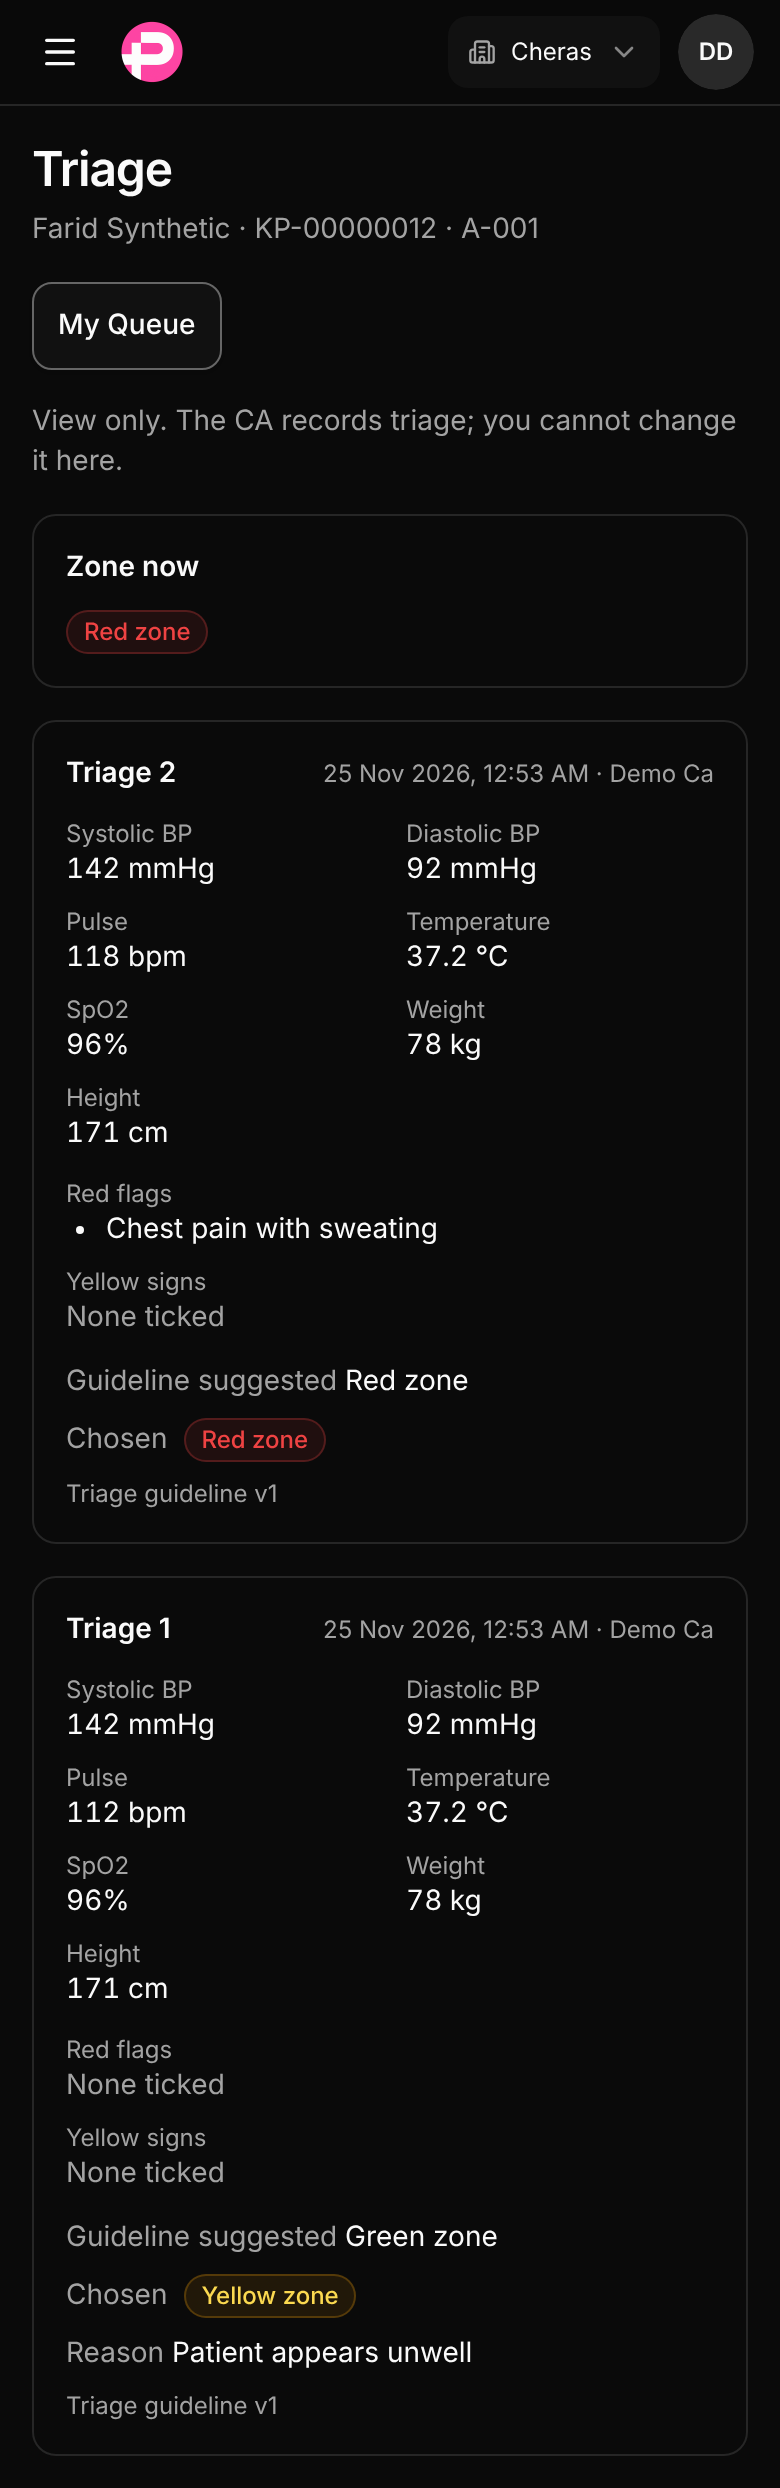 Cheras
DD
Triage
Farid Synthetic · KP-00000012 · A-001
My Queue
View only. The CA records triage; you cannot change
it here.
Zone now
Red zone
Triage 2
25 Nov 2026, 12:53 AM · Demo Ca
Systolic BP
Diastolic BP
142 mmHg
92 mmHg
Pulse
Temperature
118 bpm
37.2 °C
SpO2
Weight
96%
78 kg
Height
171 cm
Red flags
• Chest pain with sweating
Yellow signs
None ticked
Guideline suggested Red zone
Chosen Red zone
Triage guideline v1
Triage 1
25 Nov 2026, 12:53 AM · Demo Ca
Systolic BP
Diastolic BP
142 mmHg
92 mmHg
Pulse
Temperature
112 bpm
37.2 °C
SpO2
Weight
96%
78 kg
Height
171 cm
Red flags
None ticked
Yellow signs
None ticked
Guideline suggested Green zone
Chosen Yellow zone
Reason Patient appears unwell
Triage guideline v1